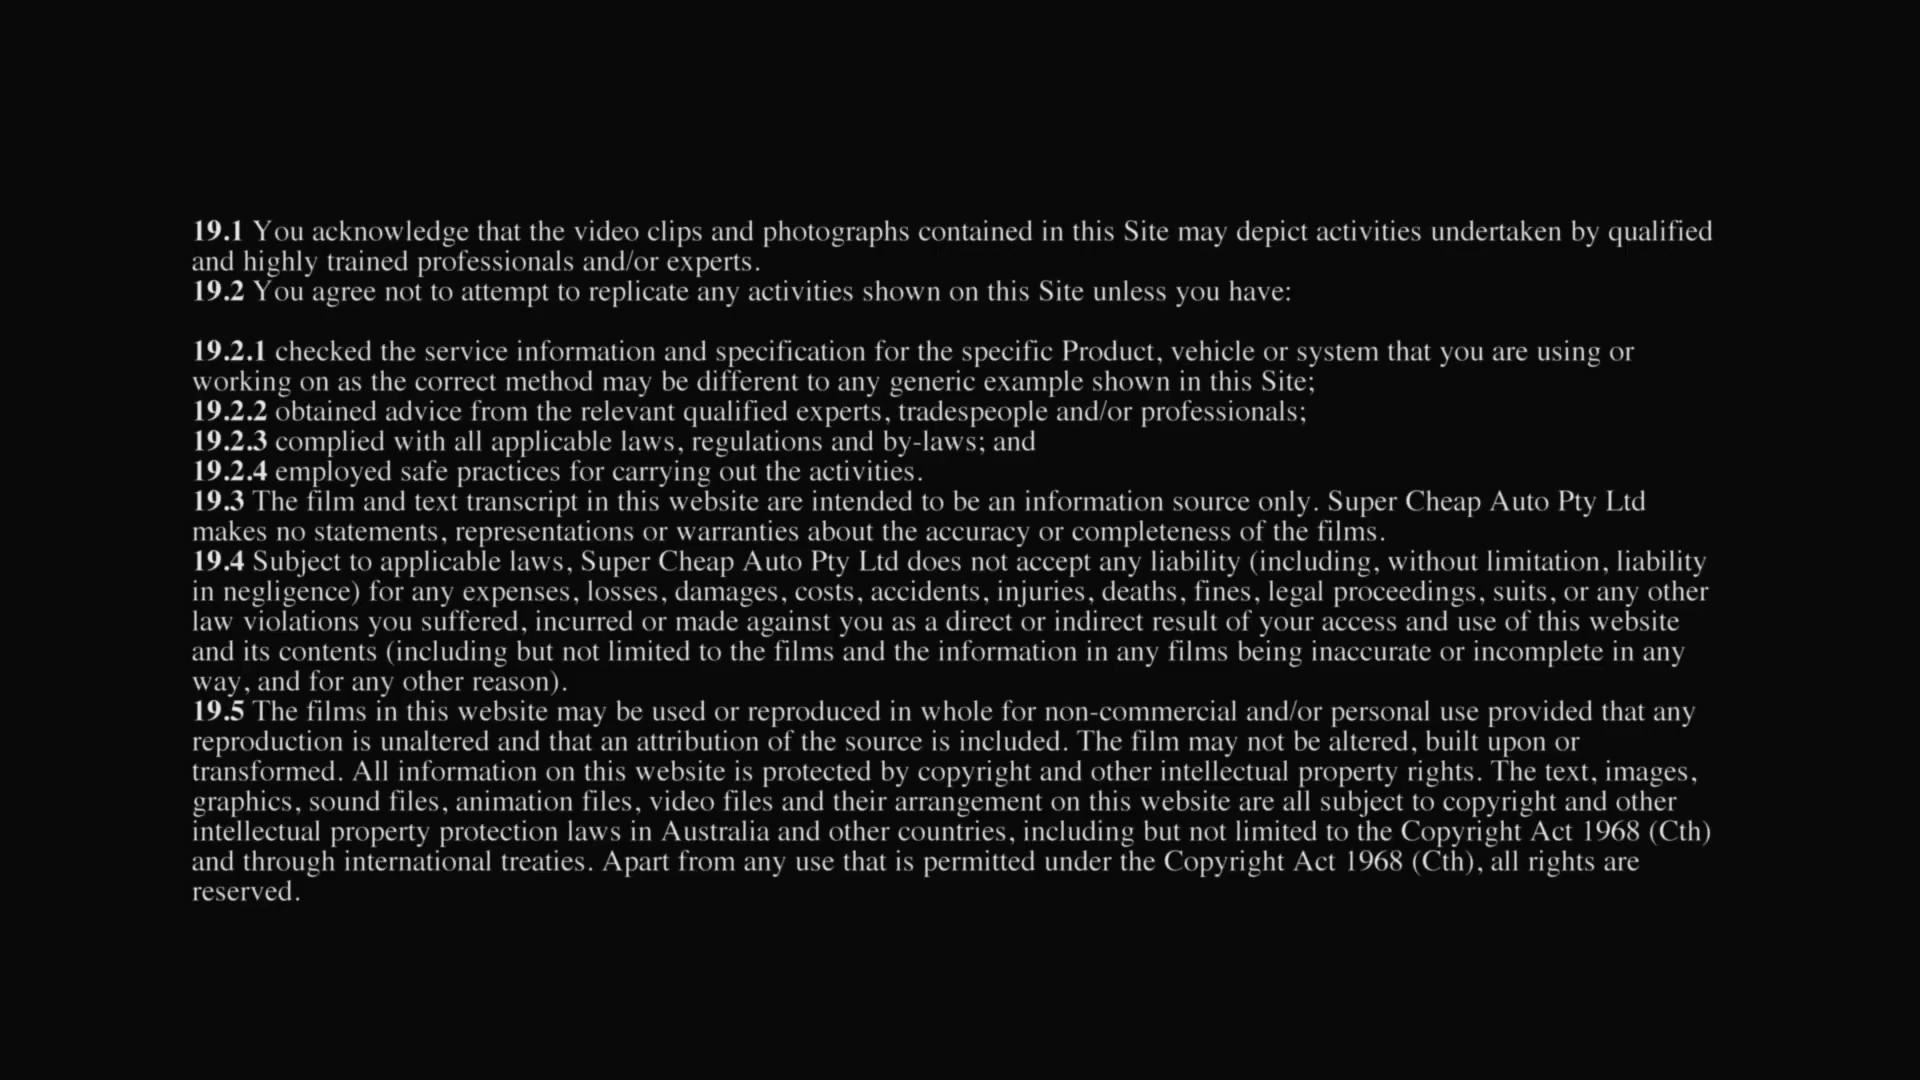 19.1 You acknowledge that the video clips and photographs contained in this Site may depict activities undertaken by qualified
and highly trained professionals and/or experts.
19.2 You agree not to attempt to replicate any activities shown on this Site unless you have:
19.2.1 checked the service information and specification for the specific Product, vehicle or system that you are using or
working on as the correct method may be different to any generic example shown in this Site;
19.2.2 obtained advice from the relevant qualified experts, tradespeople and/or professionals;
19.2.3 complied with all applicable laws, regulations and by-laws; and
19.2.4 employed safe practices for carrying out the activities.
19.3 The film and text transcript in this website are intended to be an information source only. Super Cheap Auto Pty Ltd
makes no statements, representations or warranties about the accuracy or completeness of the films.
19.4 Subject to applicable laws, Super Cheap Auto Pty Ltd does not accept any liability (including, without limitation, liability
in negligence) for any expenses, losses, damages, costs, accidents, injuries, deaths, fines, legal proceedings, suits, or any other
law violations you suffered, incurred or made against you as a direct or indirect result of your access and use of this website
and its contents (including but not limited to the films and the information in any films being inaccurate or incomplete in any
way, and for any other reason).
19.5 The films in this website may be used or reproduced in whole for non-commercial and/or personal use provided that any
reproduction is unaltered and that an attribution of the source is included. The film may not be altered, built upon or
transformed. All information on this website is protected by copyright and other intellectual property rights. The text, images,
graphics, sound files, animation files, video files and their arrangement on this website are all subject to copyright and other
intellectual property protection laws in Australia and other countries, including but not limited to the Copyright Act 1968 (Cth)
and through international treaties. Apart from any use that is permitted under the Copyright Act 1968 (Cth), all rights are
reserved.